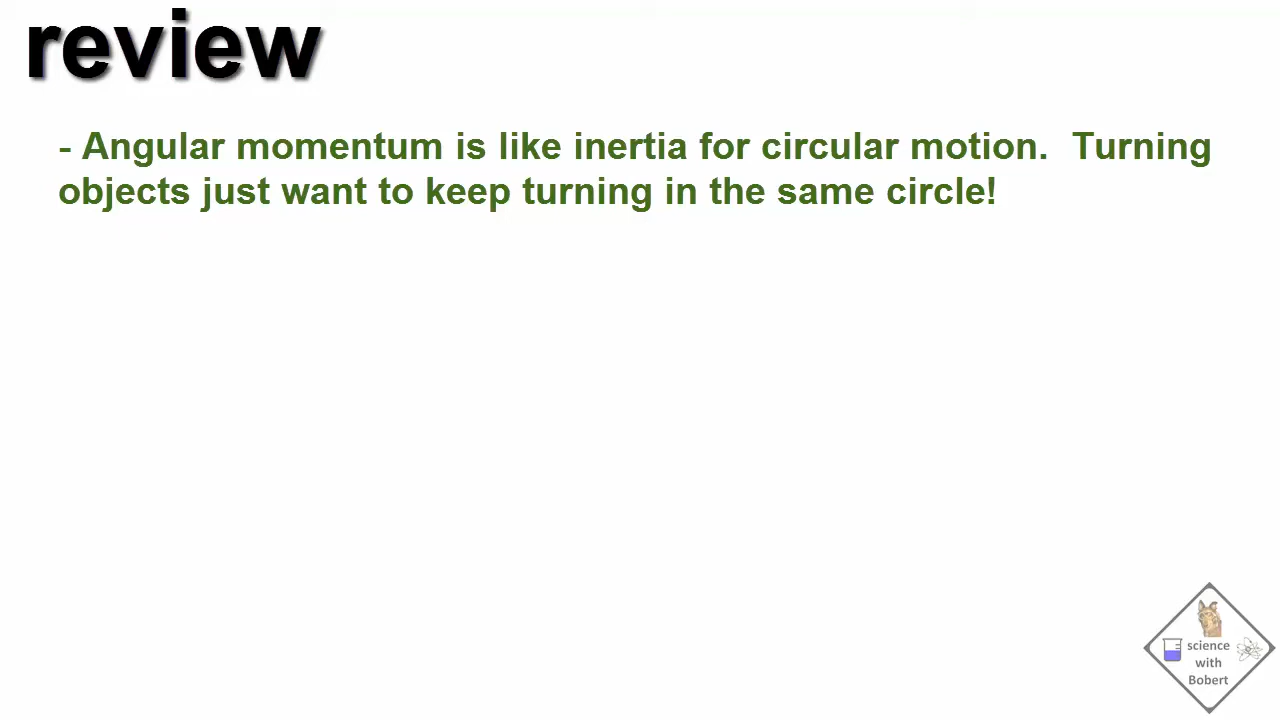 review
- Angular momentum is like inertia for circular motion.  Turning
objects just want to keep turning in the same circle!
science
with
Bobert